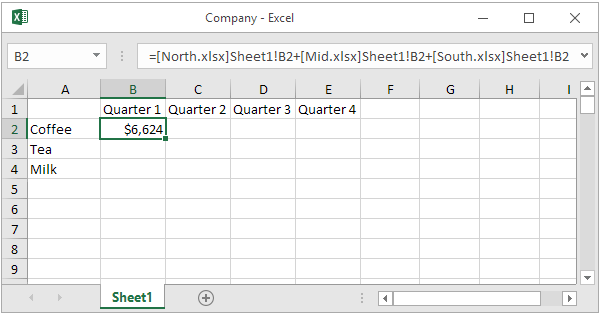 Company - Excel
B2 =[North.xlsx]Sheet1!B2+[Mid.xlsx]Sheet1!B2+[South.xlsx]Sheet1!B2
A B C D E F G H I
1 Quarter 1 Quarter 2 Quarter 3 Quarter 4
2 Coffee $6,624
3 Tea
4 Milk
5
6
7
8
9
Sheet1